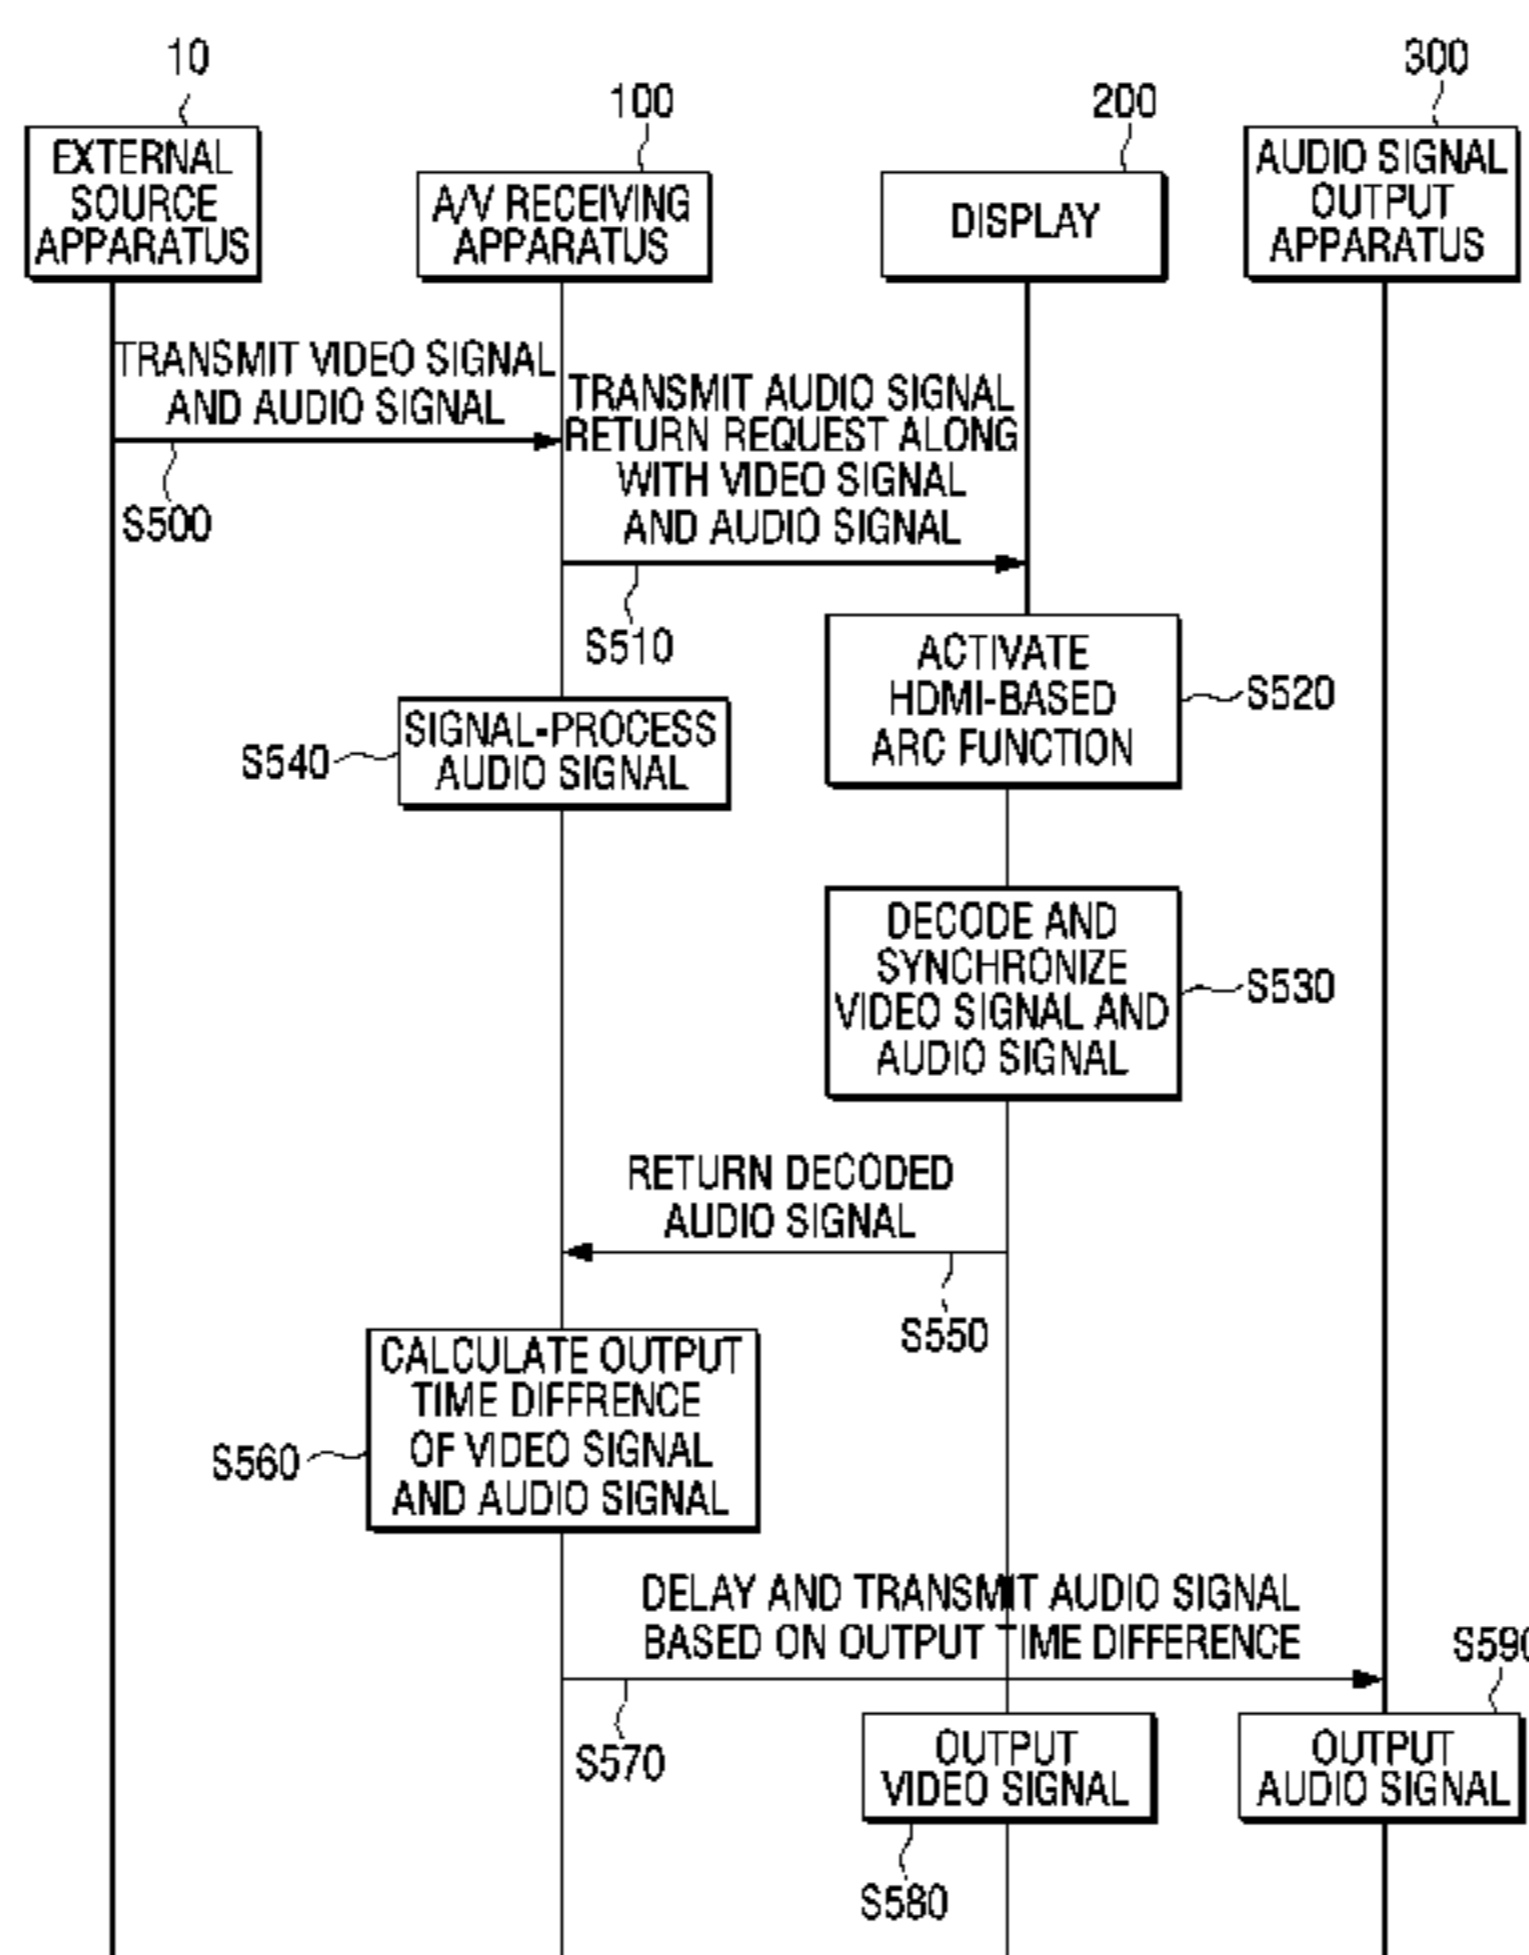 10
100
200
300
EXTERNAL
SOURCE
APPARATUS
A/V RECEIVING
APPARATUS
DISPLAY
AUDIO SIGNAL
OUTPUT
APPARATUS
TRANSMIT VIDEO SIGNAL
AND AUDIO SIGNAL
S500
TRANSMIT AUDIO SIGNAL
RETURN REQUEST ALONG
WITH VIDEO SIGNAL
AND AUDIO SIGNAL
S510
ACTIVATE
HDMI-BASED
ARC FUNCTION
S520
SIGNAL-PROCESS
AUDIO SIGNAL
S540
DECODE AND
SYNCHRONIZE
VIDEO SIGNAL AND
AUDIO SIGNAL
S530
RETURN DECODED
AUDIO SIGNAL
S550
CALCULATE OUTPUT
TIME DIFFRENCE
OF VIDEO SIGNAL
AND AUDIO SIGNAL
S560
DELAY AND TRANSMIT AUDIO SIGNAL
BASED ON OUTPUT TIME DIFFERENCE
S570
S590
OUTPUT
VIDEO SIGNAL
S580
OUTPUT
AUDIO SIGNAL